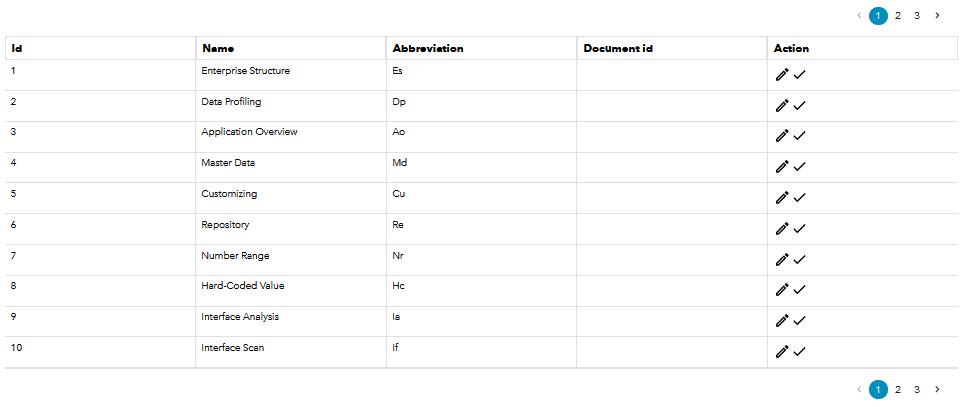 ‹ 1 2 3 ›
Id Name Abbreviation Document id Action
1 Enterprise Structure Es
2 Data Profiling Dp
3 Application Overview Ao
4 Master Data Md
5 Customizing Cu
6 Repository Re
7 Number Range Nr
8 Hard-Coded Value Hc
9 Interface Analysis Ia
10 Interface Scan If
‹ 1 2 3 ›